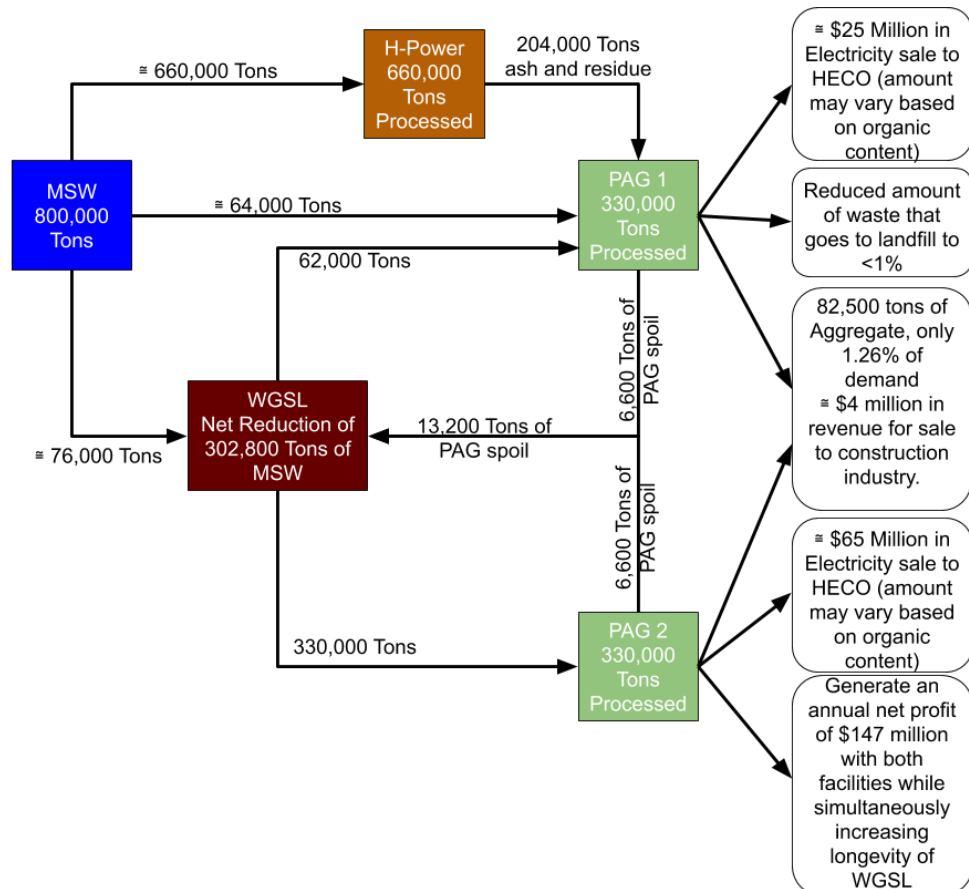 H-Power
660,000
Tons
Processed
204,000 Tons
ash and residue
≅ 660,000 Tons
MSW
800,000
Tons
≅ 64,000 Tons
62,000 Tons
PAG 1
330,000
Tons
Processed
WGSL
Net Reduction of
302,800 Tons of
MSW
≅ 76,000 Tons
13,200 Tons of
PAG spoil
6,600 Tons of
PAG spoil
6,600 Tons of
PAG spoil
330,000 Tons
PAG 2
330,000
Tons
Processed
≅ $25 Million in
Electricity sale to
HECO (amount
may vary based
on organic
content)
Reduced amount
of waste that
goes to landfill to
<1%
82,500 tons of
Aggregate, only
1.26% of
demand
≅ $4 million in
revenue for sale
to construction
industry.
≅ $65 Million in
Electricity sale to
HECO (amount
may vary based
on organic
content)
Generate an
annual net profit
of $147 million
with both
facilities while
simultaneously
increasing
longevity of
WGSL